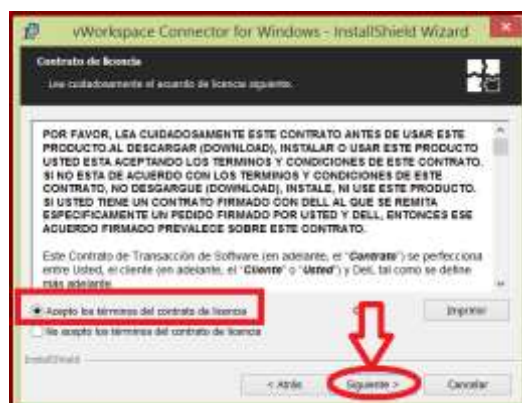 vWorkspace Connector for Windows - InstallShield Wizard
Contrato de licencia
Lea cuidadosamente el acuerdo de licencia siguiente.
POR FAVOR, LEA CUIDADOSAMENTE ESTE CONTRATO ANTES DE USAR ESTE
PRODUCTO.AL DESCARGAR (DOWNLOAD), INSTALAR O USAR ESTE PRODUCTO
USTED ESTA ACEPTANDO LOS TERMINOS Y CONDICIONES DE ESTE CONTRATO.
SI NO ESTA DE ACUERDO CON LOS TERMINOS Y CONDICIONES DE ESTE
CONTRATO, NO DESGARGUE (DOWNLOAD), INSTALE, NI USE ESTE PRODUCTO.
SI USTED TIENE UN CONTRATO FIRMADO CON DELL AL QUE SE REMITA
ESPECIFICAMENTE UN PEDIDO FIRMADO POR USTED Y DELL, ENTONCES ESE
ACUERDO FIRMADO PREVALECE SOBRE ESTE CONTRATO.
Este Contrato de Transacción de Software (en adelante, el "Contrato") se perfecciona
entre Usted, el cliente (en adelante, el "Cliente" o "Usted") y Dell, tal como se define
más adelante.
Acepto los términos del contrato de licencia
Imprimir
No acepto los términos del contrato de licencia
InstallShield
< Atrás
Siguiente >
Cancelar